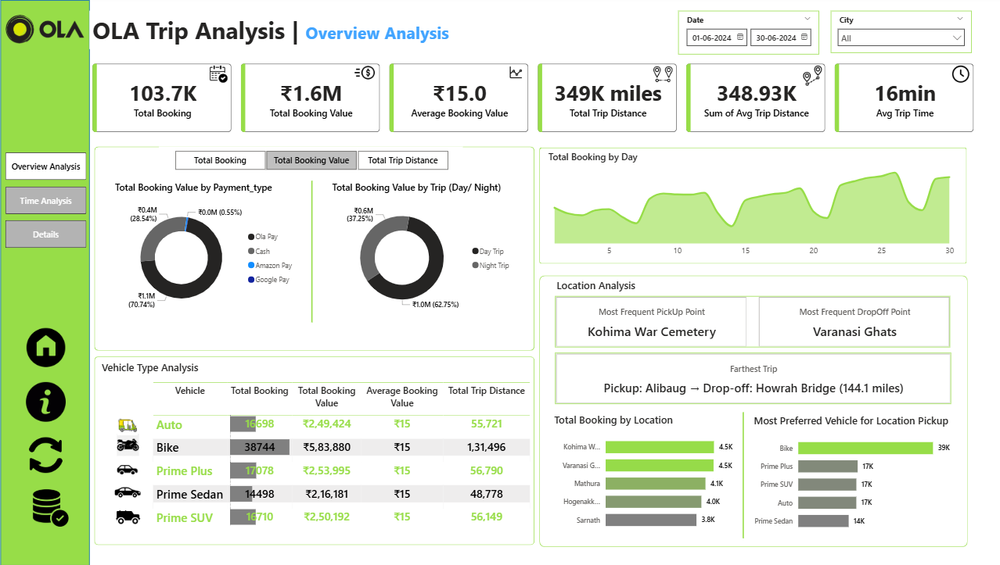 OLA
OLA Trip Analysis | Overview Analysis
Date
01-06-2024
30-06-2024
City
All
103.7K
Total Booking
₹1.6M
Total Booking Value
₹15.0
Average Booking Value
349K miles
Total Trip Distance
348.93K
Sum of Avg Trip Distance
16min
Avg Trip Time
Overview Analysis
Time Analysis
Details
Total Booking
Total Booking Value
Total Trip Distance
Total Booking Value by Payment_type
₹0.4M
(28.54%)
₹0.0M (0.55%)
₹1.1M
(70.74%)
Ola Pay
Cash
Amazon Pay
Google Pay
Total Booking Value by Trip (Day/ Night)
₹0.6M
(37.25%)
₹1.0M (62.75%)
Day Trip
Night Trip
Total Booking by Day
5 10 15 20 25 30
Vehicle Type Analysis
Vehicle Total Booking Total Booking Value Average Booking Value Total Trip Distance
Auto 16698 ₹2,49,424 ₹15 55,721
Bike 38744 ₹5,83,880 ₹15 1,31,496
Prime Plus 17078 ₹2,53,995 ₹15 56,790
Prime Sedan 14498 ₹2,16,181 ₹15 48,778
Prime SUV 16710 ₹2,50,192 ₹15 56,149
Location Analysis
Most Frequent PickUp Point
Kohima War Cemetery
Most Frequent DropOff Point
Varanasi Ghats
Farthest Trip
Pickup: Alibaug → Drop-off: Howrah Bridge (144.1 miles)
Total Booking by Location
Kohima W... 4.5K
Varanasi G... 4.5K
Mathura 4.1K
Hogenakk... 4.0K
Sarnath 3.8K
Most Preferred Vehicle for Location Pickup
Bike 39K
Prime Plus 17K
Prime SUV 17K
Auto 17K
Prime Sedan 14K